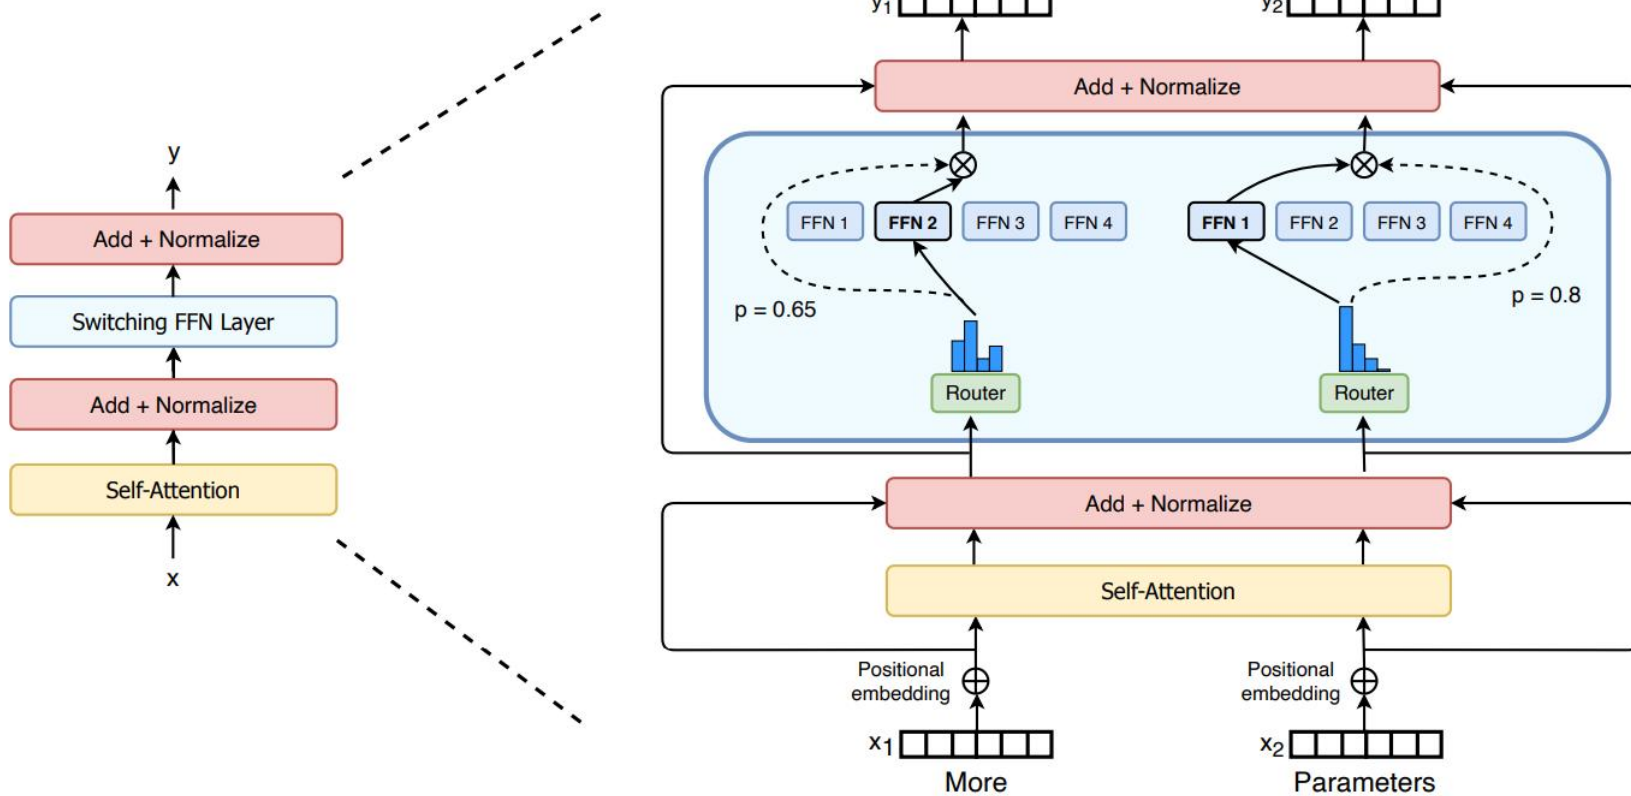 y
Add + Normalize
Switching FFN Layer
Add + Normalize
Self-Attention
x
y1
y2
Add + Normalize
FFN 1
FFN 2
FFN 3
FFN 4
FFN 1
FFN 2
FFN 3
FFN 4
p = 0.65
p = 0.8
Router
Router
Add + Normalize
Self-Attention
Positional
embedding
Positional
embedding
x1
x2
More
Parameters